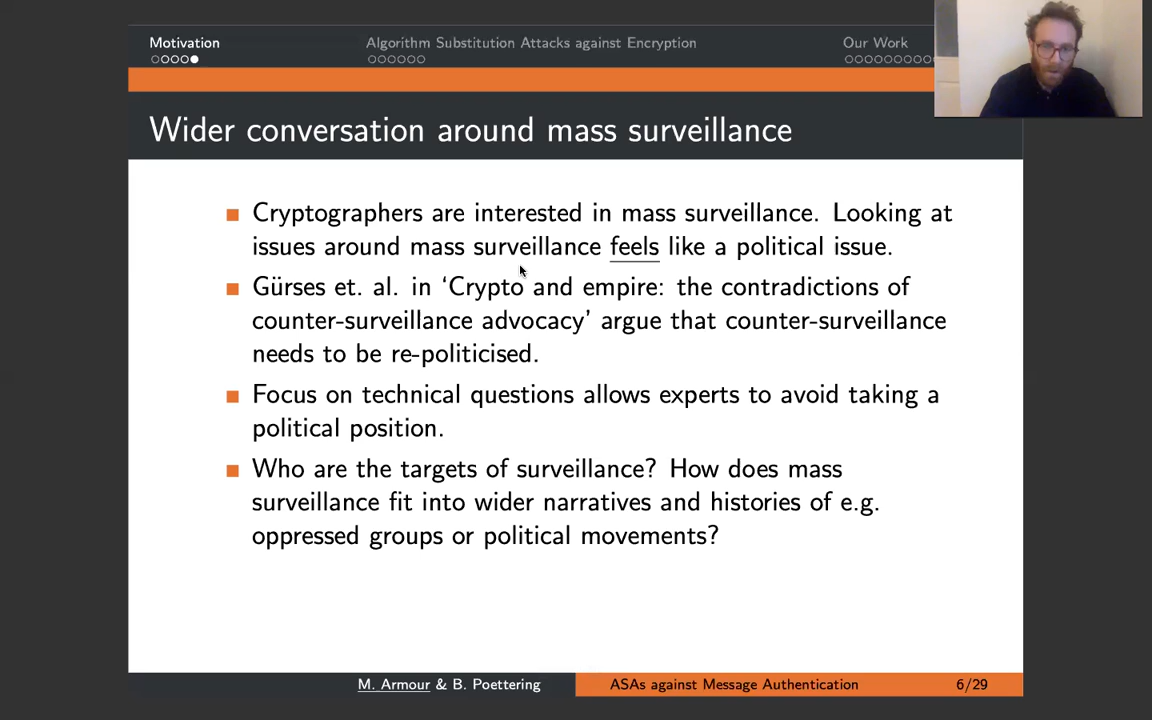 Motivation
Algorithm Substitution Attacks against Encryption
Our Work
Wider conversation around mass surveillance
Cryptographers are interested in mass surveillance. Looking at
issues around mass surveillance feels like a political issue.
Gürses et. al. in ‘Crypto and empire: the contradictions of
counter-surveillance advocacy’ argue that counter-surveillance
needs to be re-politicised.
Focus on technical questions allows experts to avoid taking a
political position.
Who are the targets of surveillance? How does mass
surveillance fit into wider narratives and histories of e.g.
oppressed groups or political movements?
M. Armour & B. Poettering
ASAs against Message Authentication
6/29